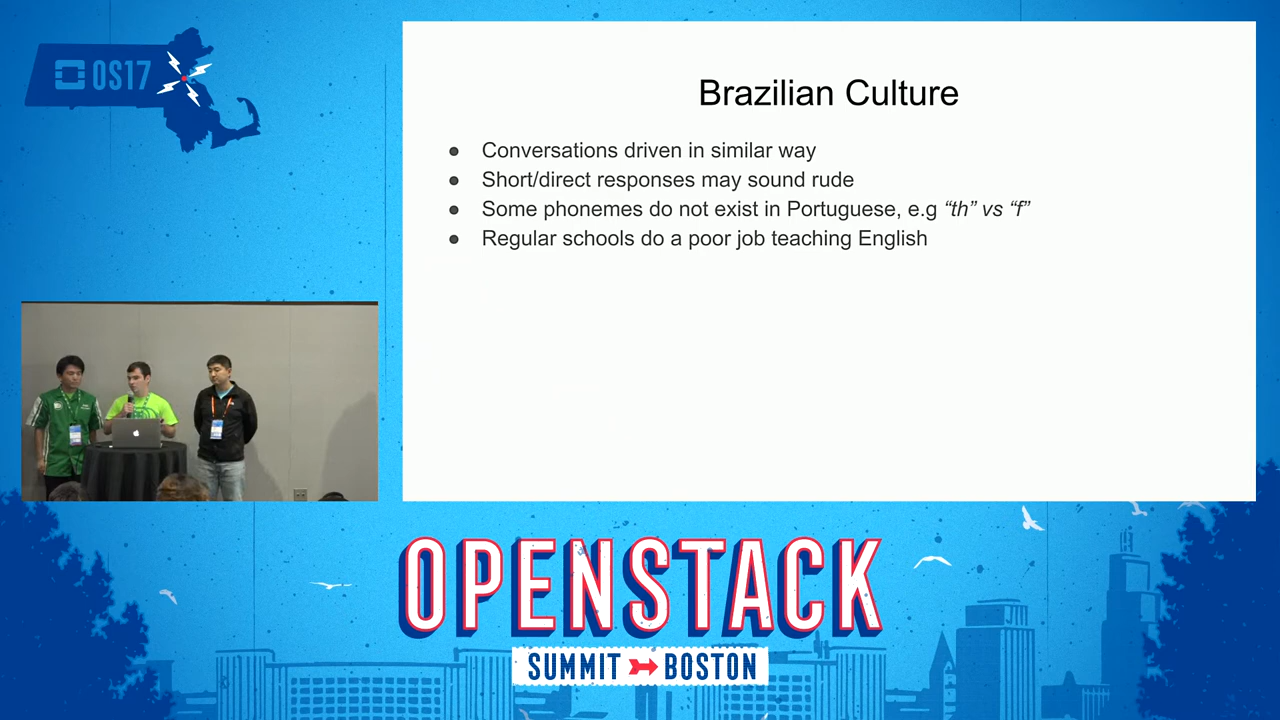 OS17
Brazilian Culture
● Conversations driven in similar way
● Short/direct responses may sound rude
● Some phonemes do not exist in Portuguese, e.g “th” vs “f”
● Regular schools do a poor job teaching English
OPENSTACK
SUMMIT BOSTON